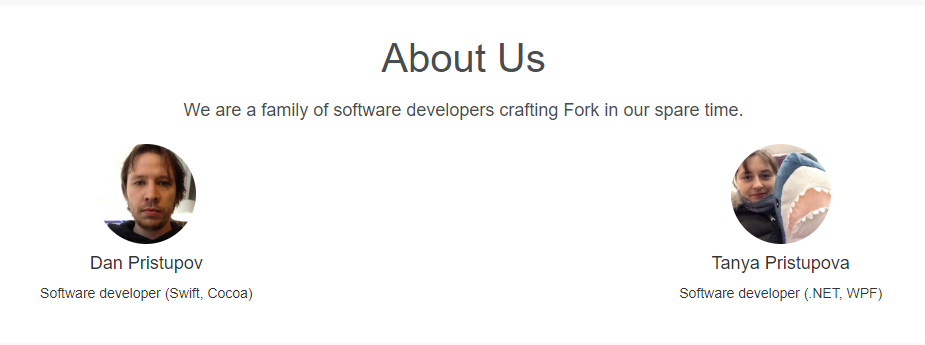 About Us
We are a family of software developers crafting Fork in our spare time.
Dan Pristupov
Software developer (Swift, Cocoa)
Tanya Pristupova
Software developer (.NET, WPF)